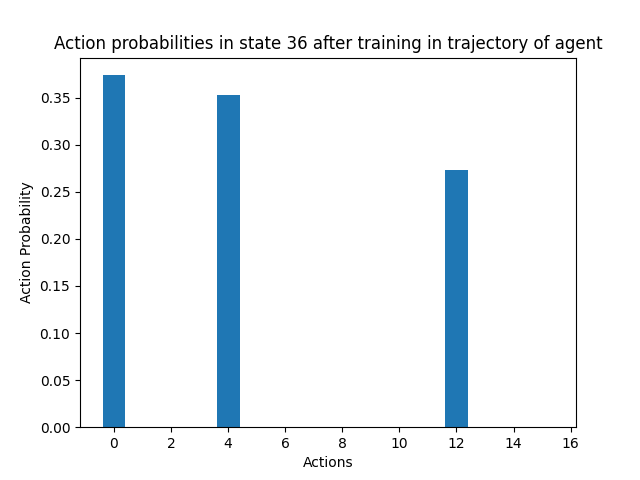 Action probabilities in state 36 after training in trajectory of agent
0.35
0.30
0.25
0.20
0.15
0.10
0.05
0.00
Action Probability
0 2 4 6 8 10 12 14 16
Actions